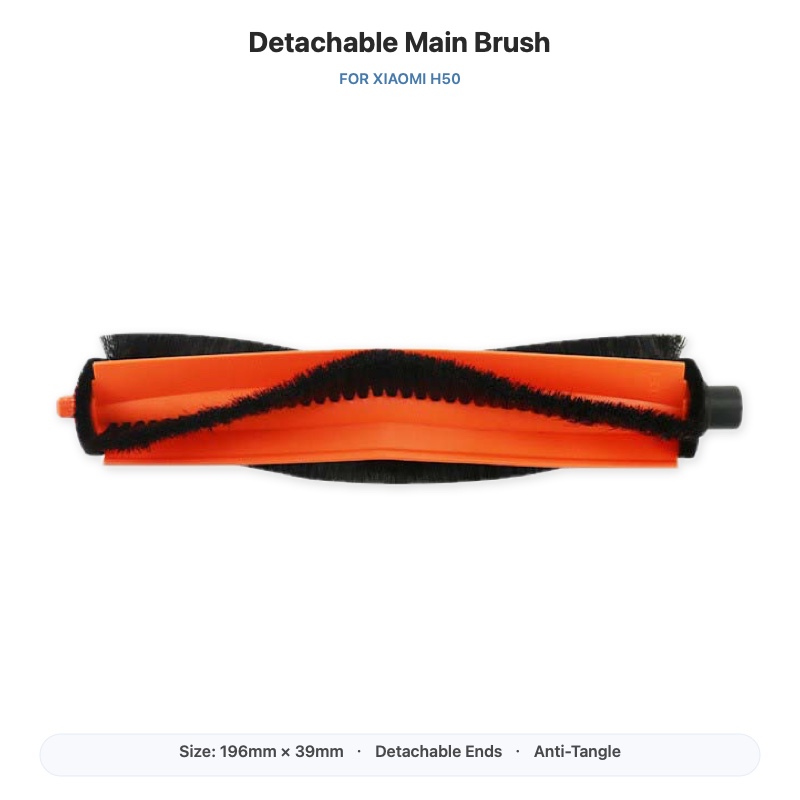 Detachable Main Brush
FOR XIAOMI H50
Size: 196mm × 39mm · Detachable Ends · Anti-Tangle